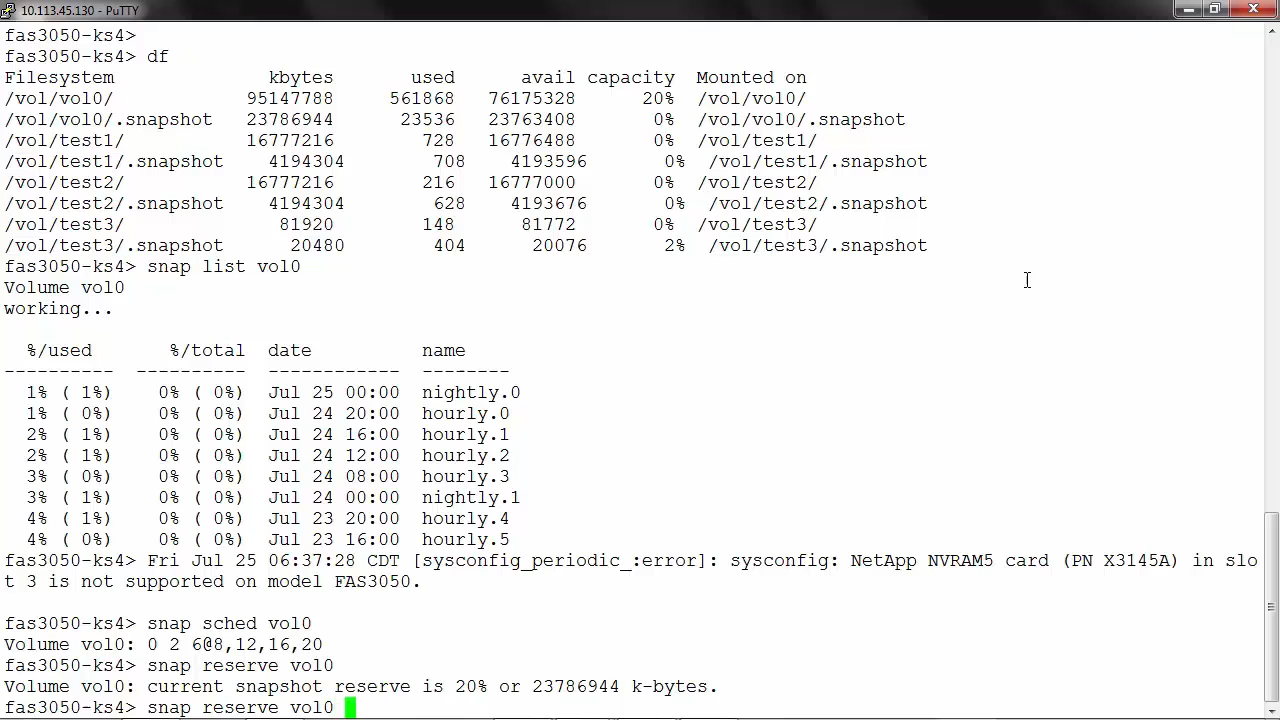 10.113.45.130 - PuTTY
fas3050-ks4>
fas3050-ks4> df
Filesystem kbytes used avail capacity Mounted on
/vol/vol0/ 95147788 561868 76175328 20% /vol/vol0/
/vol/vol0/.snapshot 23786944 23536 23763408 0% /vol/vol0/.snapshot
/vol/test1/ 16777216 728 16776488 0% /vol/test1/
/vol/test1/.snapshot 4194304 708 4193596 0% /vol/test1/.snapshot
/vol/test2/ 16777216 216 16777000 0% /vol/test2/
/vol/test2/.snapshot 4194304 628 4193676 0% /vol/test2/.snapshot
/vol/test3/ 81920 148 81772 0% /vol/test3/
/vol/test3/.snapshot 20480 404 20076 2% /vol/test3/.snapshot
fas3050-ks4> snap list vol0
Volume vol0
working...
%/used %/total date name
---------- ---------- ------------ --------
1% ( 1%) 0% ( 0%) Jul 25 00:00 nightly.0
1% ( 0%) 0% ( 0%) Jul 24 20:00 hourly.0
2% ( 1%) 0% ( 0%) Jul 24 16:00 hourly.1
2% ( 1%) 0% ( 0%) Jul 24 12:00 hourly.2
3% ( 0%) 0% ( 0%) Jul 24 08:00 hourly.3
3% ( 1%) 0% ( 0%) Jul 24 00:00 nightly.1
4% ( 1%) 0% ( 0%) Jul 23 20:00 hourly.4
4% ( 0%) 0% ( 0%) Jul 23 16:00 hourly.5
fas3050-ks4> Fri Jul 25 06:37:28 CDT [sysconfig_periodic_:error]: sysconfig: NetApp NVRAM5 card (PN X3145A) in slo
t 3 is not supported on model FAS3050.
fas3050-ks4> snap sched vol0
Volume vol0: 0 2 6@8,12,16,20
fas3050-ks4> snap reserve vol0
Volume vol0: current snapshot reserve is 20% or 23786944 k-bytes.
fas3050-ks4> snap reserve vol0